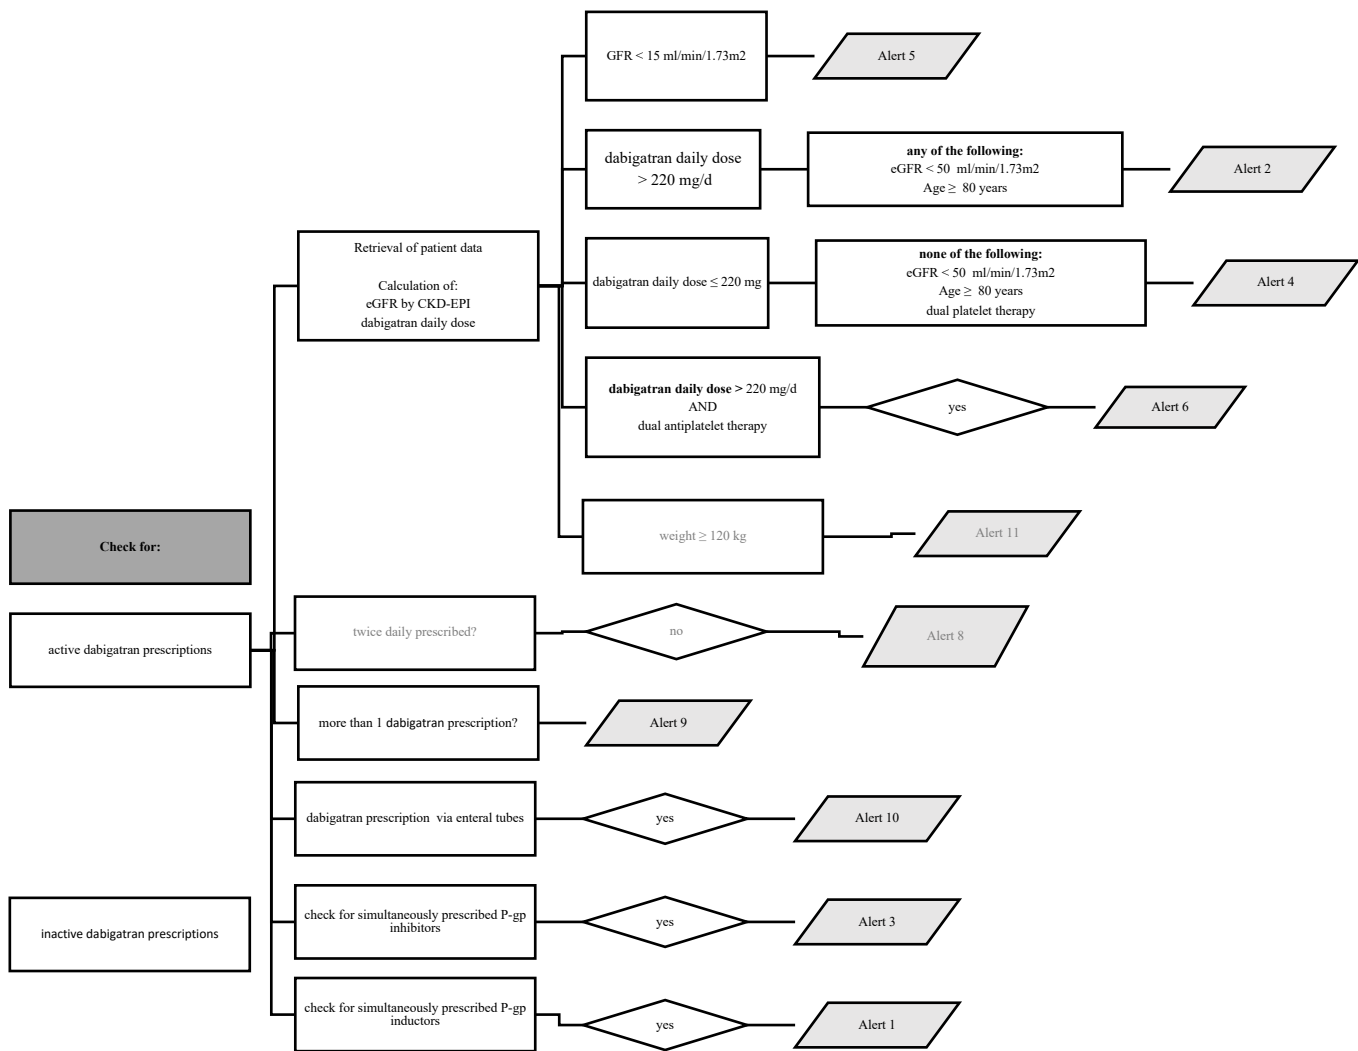 GFR < 15 ml/min/1.73m2
Alert 5
dabigatran daily dose
> 220 mg/d
any of the following:
eGFR < 50  ml/min/1.73m2
Age ≥  80 years
Alert 2
Retrieval of patient data
Calculation of:
eGFR by CKD-EPI
dabigatran daily dose
dabigatran daily dose ≤ 220 mg
none of the following:
eGFR < 50  ml/min/1.73m2
Age ≥  80 years
dual platelet therapy
Alert 4
dabigatran daily dose > 220 mg/d
AND
dual antiplatelet therapy
yes
Alert 6
weight ≥ 120 kg
Alert 11
Check for:
active dabigatran prescriptions
twice daily prescribed?
no
Alert 8
more than 1 dabigatran prescription?
Alert 9
dabigatran prescription  via enteral tubes
yes
Alert 10
inactive dabigatran prescriptions
check for simultaneously prescribed P-gp
inhibitors
yes
Alert 3
check for simultaneously prescribed P-gp
inductors
yes
Alert 1